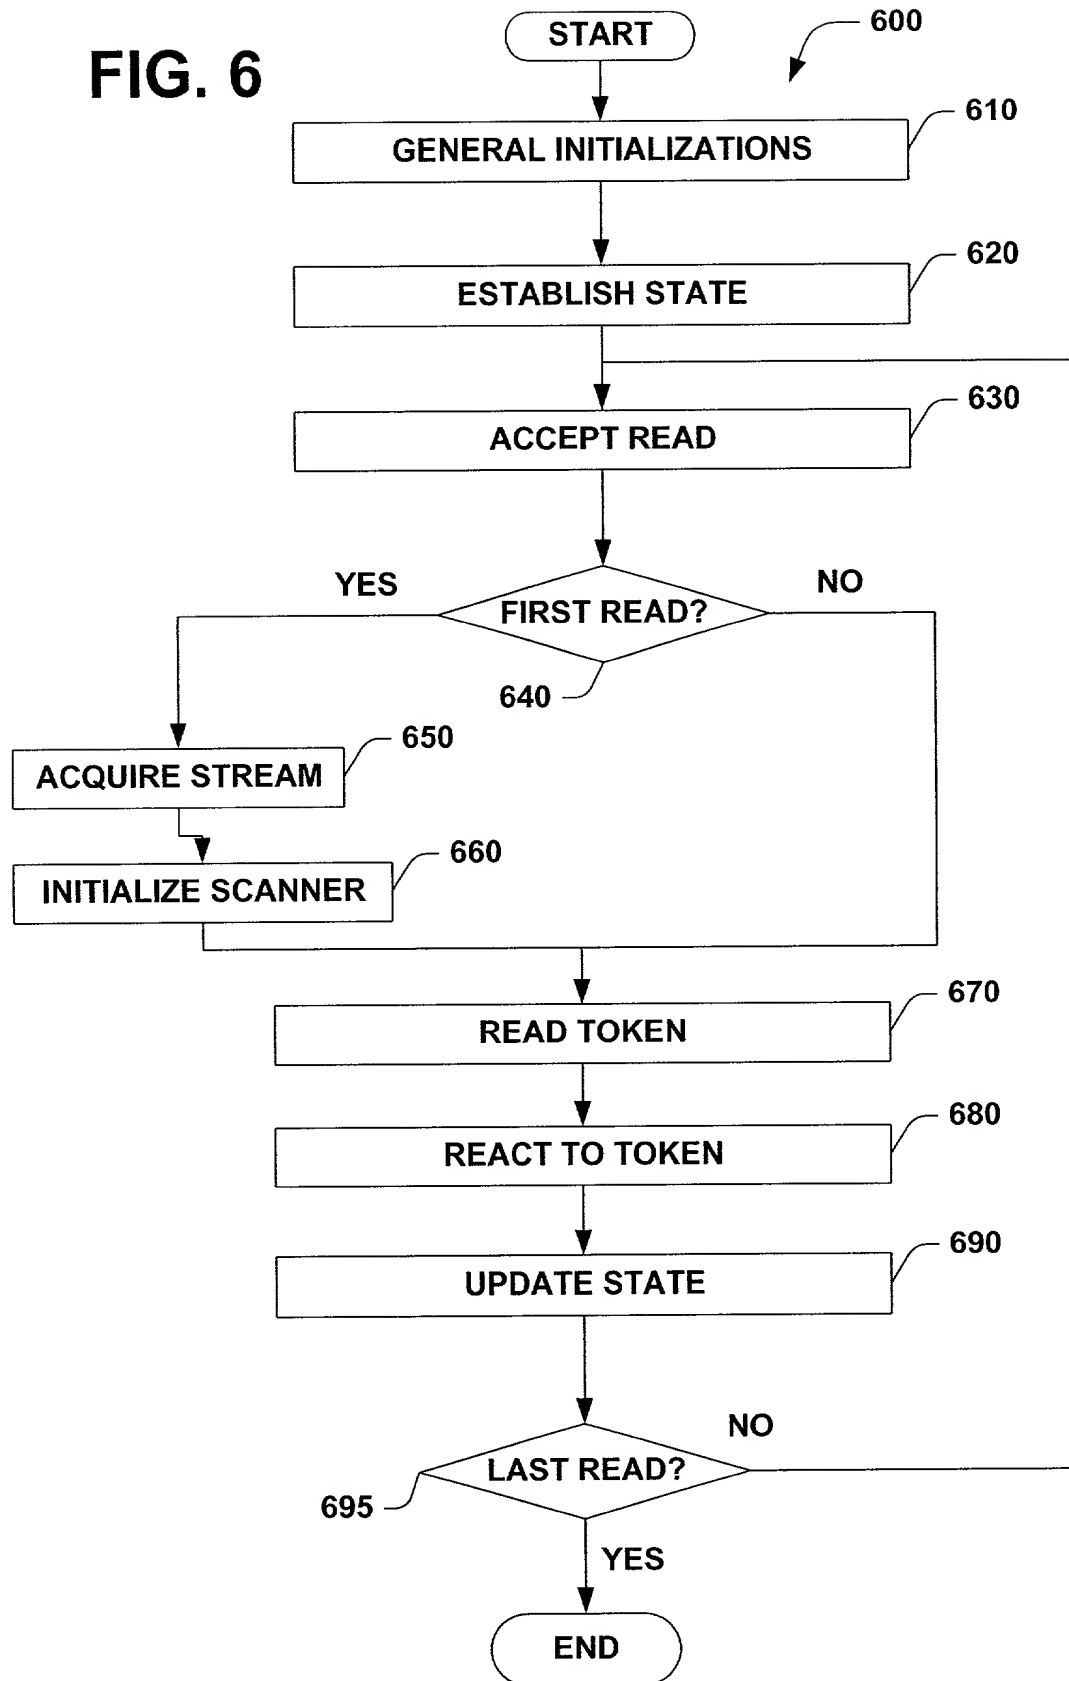 FIG. 6
START
600
610
GENERAL INITIALIZATIONS
620
ESTABLISH STATE
630
ACCEPT READ
YES
NO
FIRST READ?
640
650
ACQUIRE STREAM
660
INITIALIZE SCANNER
670
READ TOKEN
680
REACT TO TOKEN
690
UPDATE STATE
NO
LAST READ?
695
YES
END